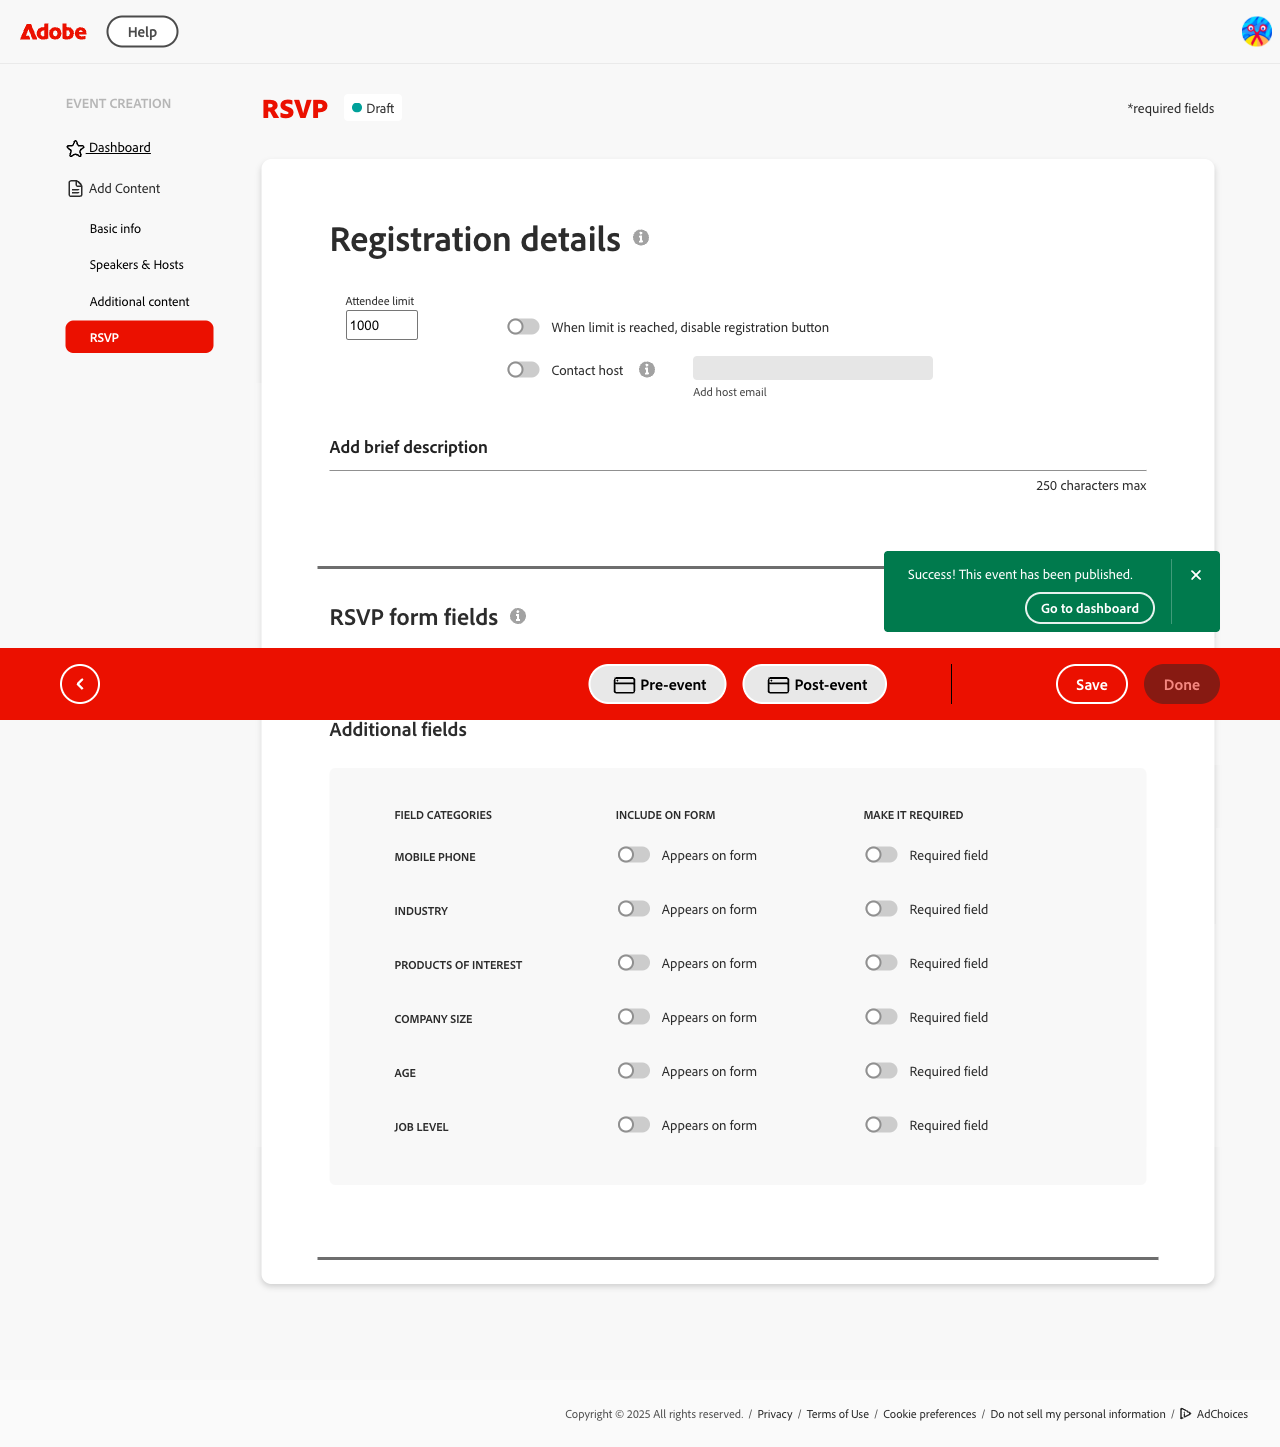 Adobe
Help
EVENT CREATION
Dashboard
Add Content
Basic info
Speakers & Hosts
Additional content
RSVP
RSVP
Draft
*required fields
Registration details
Attendee limit
1000
When limit is reached, disable registration button
Contact host
Add host email
Add brief description
250 characters max
Success! This event has been published.
Go to dashboard
RSVP form fields
Pre-event
Post-event
Save
Done
Additional fields
FIELD CATEGORIES INCLUDE ON FORM MAKE IT REQUIRED
MOBILE PHONE Appears on form Required field
INDUSTRY Appears on form Required field
PRODUCTS OF INTEREST Appears on form Required field
COMPANY SIZE Appears on form Required field
AGE Appears on form Required field
JOB LEVEL Appears on form Required field
Copyright © 2025 All rights reserved. / Privacy / Terms of Use / Cookie preferences / Do not sell my personal information / AdChoices